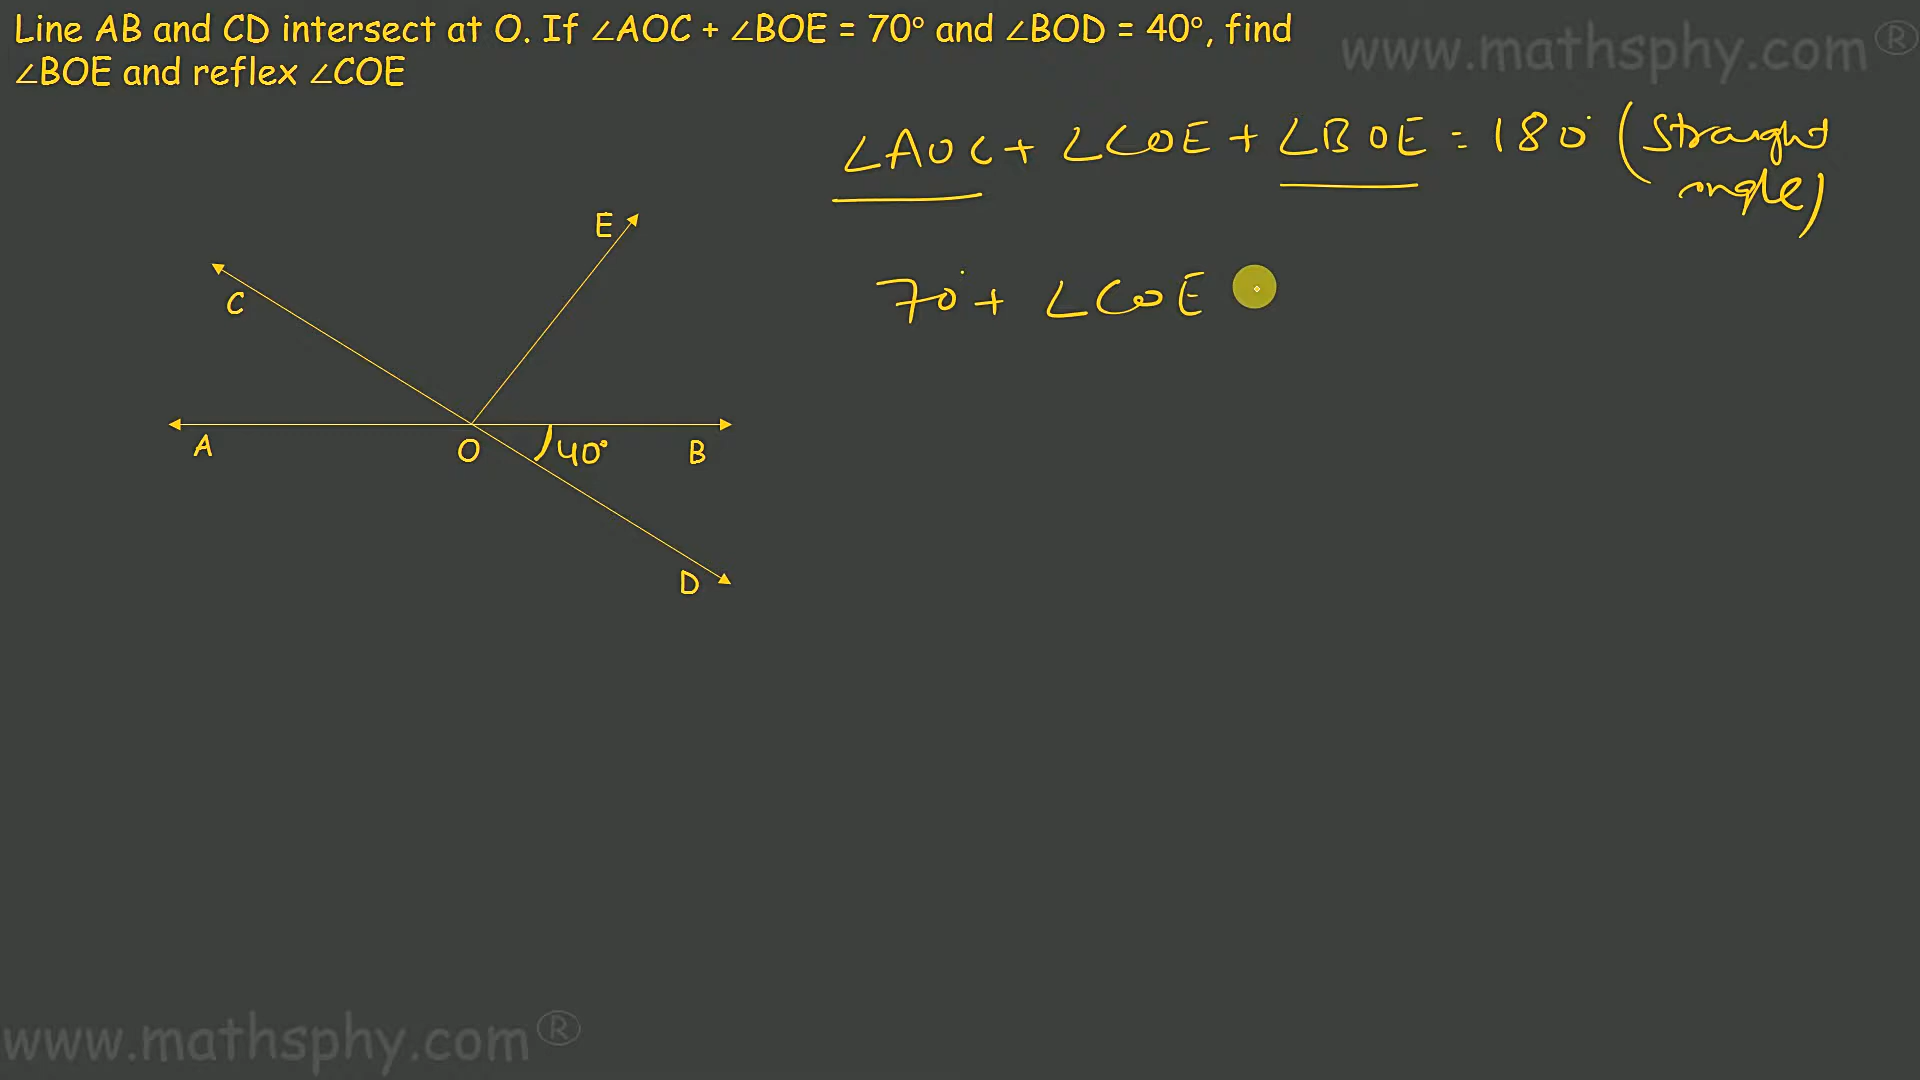 Line AB and CD intersect at O. If ∠AOC + ∠BOE = 70° and ∠BOD = 40°, find
∠BOE and reflex ∠COE
www.mathsphy.com®
∠AOC + ∠COE + ∠BOE = 180° (straight
angle)
70° + ∠COE
E
C
A
O
40°
B
D
www.mathsphy.com®